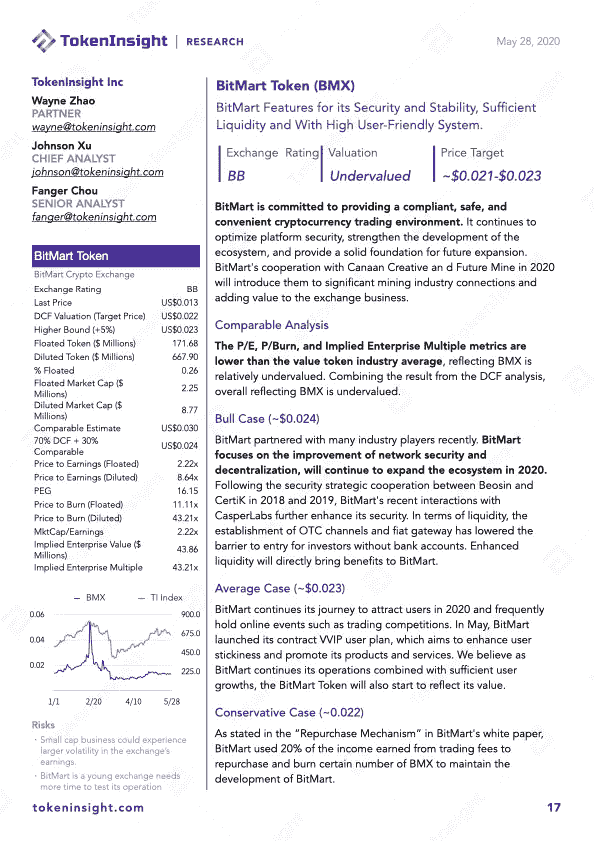 TokenInsight | RESEARCH
May 28, 2020
TokenInsight Inc
Wayne Zhao
PARTNER
wayne@tokeninsight.com
Johnson Xu
CHIEF ANALYST
johnson@tokeninsight.com
Fanger Chou
SENIOR ANALYST
fanger@tokeninsight.com
BitMart Token
BitMart Crypto Exchange
Exchange Rating BB
Last Price US$0.013
DCF Valuation (Target Price) US$0.022
Higher Bound (+5%) US$0.023
Floated Token ($ Millions) 171.68
Diluted Token ($ Millions) 667.90
% Floated 0.26
Floated Market Cap ($
Millions) 2.25
Diluted Market Cap ($
Millions) 8.77
Comparable Estimate US$0.030
70% DCF + 30%
Comparable US$0.024
Price to Earnings (Floated) 2.22x
Price to Earnings (Diluted) 8.64x
PEG 16.15
Price to Burn (Floated) 11.11x
Price to Burn (Diluted) 43.21x
MktCap/Earnings 2.22x
Implied Enterprise Value ($
Millions) 43.86
Implied Enterprise Multiple 43.21x
BMX TI Index
0.06 900.0
0.04 675.0
450.0
0.02 225.0
1/1 2/20 4/10 5/28
Risks
· Small cap business could experience
larger volatility in the exchange's
earnings.
· BitMart is a young exchange needs
more time to test its operation
BitMart Token (BMX)
BitMart Features for its Security and Stability, Sufficient
Liquidity and With High User-Friendly System.
Exchange Rating Valuation Price Target
BB Undervalued ~$0.021-$0.023
BitMart is committed to providing a compliant, safe, and
convenient cryptocurrency trading environment. It continues to
optimize platform security, strengthen the development of the
ecosystem, and provide a solid foundation for future expansion.
BitMart's cooperation with Canaan Creative an d Future Mine in 2020
will introduce them to significant mining industry connections and
adding value to the exchange business.
Comparable Analysis
The P/E, P/Burn, and Implied Enterprise Multiple metrics are
lower than the value token industry average, reflecting BMX is
relatively undervalued. Combining the result from the DCF analysis,
overall reflecting BMX is undervalued.
Bull Case (~$0.024)
BitMart partnered with many industry players recently. BitMart
focuses on the improvement of network security and
decentralization, will continue to expand the ecosystem in 2020.
Following the security strategic cooperation between Beosin and
CertiK in 2018 and 2019, BitMart's recent interactions with
CasperLabs further enhance its security. In terms of liquidity, the
establishment of OTC channels and fiat gateway has lowered the
barrier to entry for investors without bank accounts. Enhanced
liquidity will directly bring benefits to BitMart.
Average Case (~$0.023)
BitMart continues its journey to attract users in 2020 and frequently
hold online events such as trading competitions. In May, BitMart
launched its contract VVIP user plan, which aims to enhance user
stickiness and promote its products and services. We believe as
BitMart continues its operations combined with sufficient user
growths, the BitMart Token will also start to reflect its value.
Conservative Case (~0.022)
As stated in the “Repurchase Mechanism” in BitMart's white paper,
BitMart used 20% of the income earned from trading fees to
repurchase and burn certain number of BMX to maintain the
development of BitMart.
tokeninsight.com
17